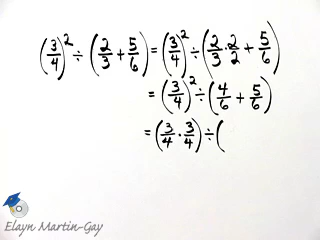 (3/4)² ÷ (2/3 + 5/6) = (3/4)² ÷ (2/3 · 2/2 + 5/6)
= (3/4)² ÷ (4/6 + 5/6)
= (3/4 · 3/4) ÷ (
Elayn Martin-Gay